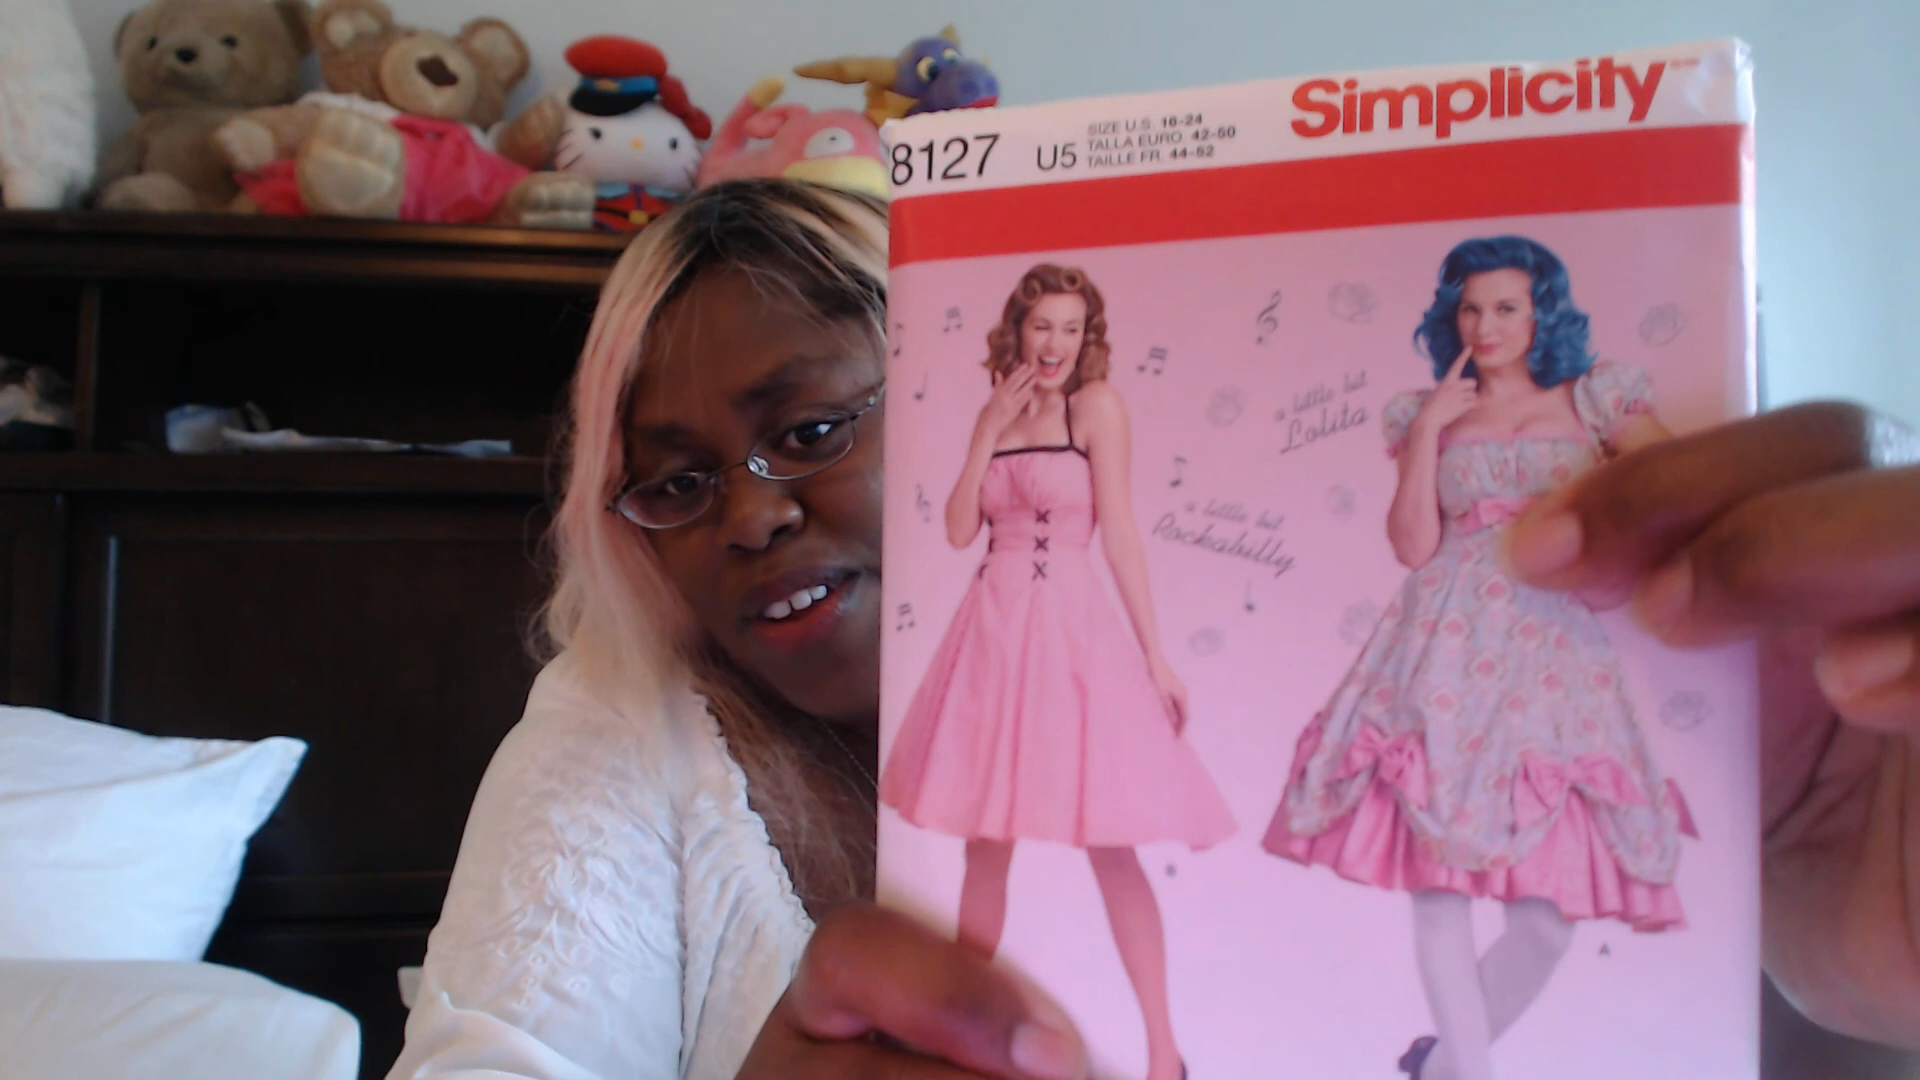 Simplicity™
8127
U5
SIZE U.S. 16-24
TALLA EURO. 42-50
TAILLE FR. 44-52
a little bit
Lolita
a little bit
Rockabilly
B
A